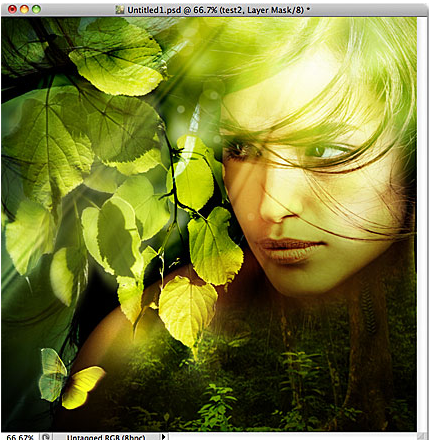 Untitled1.psd @ 66.7% (test2, Layer Mask/8) *
66.67% Untagged RGB (8bpc)